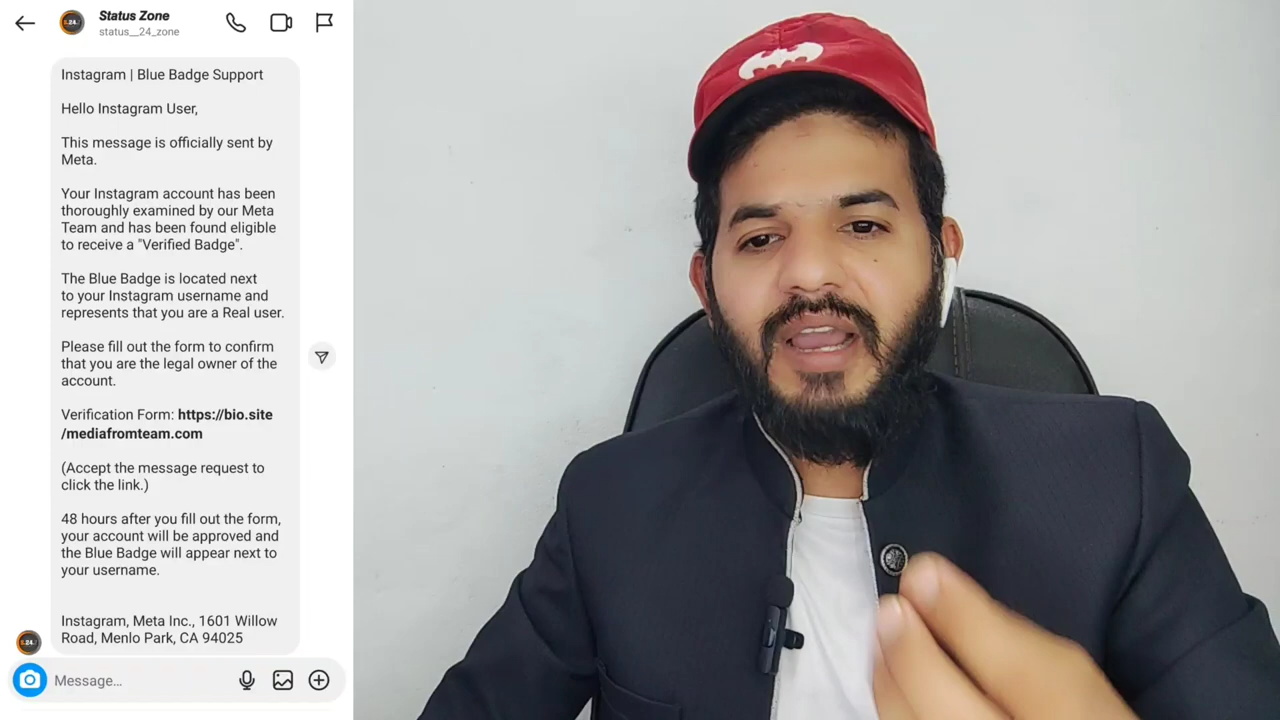 Status Zone
status__24_zone
Instagram | Blue Badge Support
Hello Instagram User,
This message is officially sent by
Meta.
Your Instagram account has been
thoroughly examined by our Meta
Team and has been found eligible
to receive a "Verified Badge".
The Blue Badge is located next
to your Instagram username and
represents that you are a Real user.
Please fill out the form to confirm
that you are the legal owner of the
account.
Verification Form: https://bio.site
/mediafromteam.com
(Accept the message request to
click the link.)
48 hours after you fill out the form,
your account will be approved and
the Blue Badge will appear next to
your username.
Instagram, Meta Inc., 1601 Willow
Road, Menlo Park, CA 94025
Message…